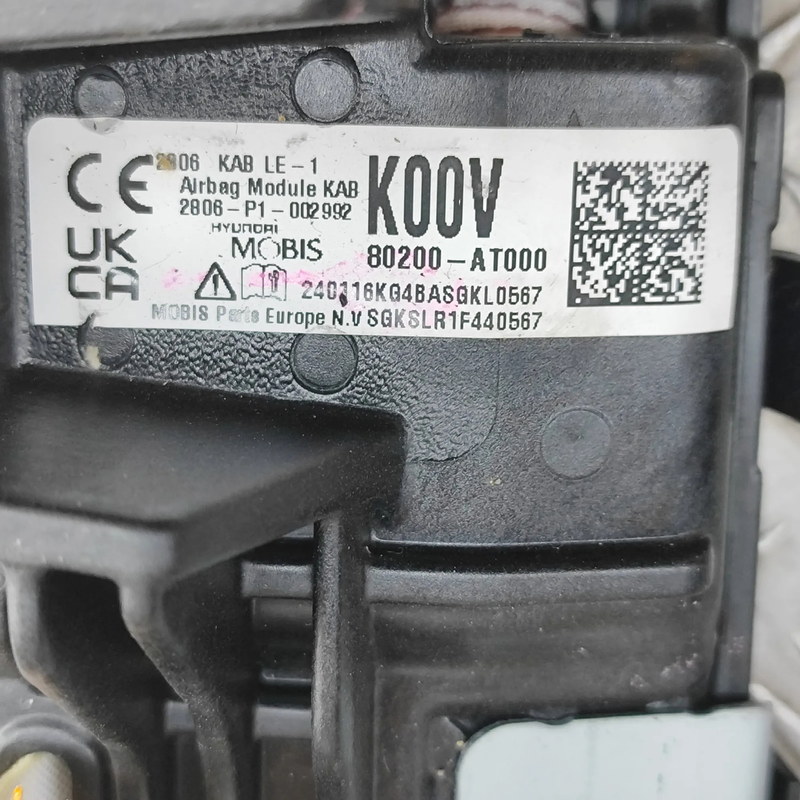 CE
2806 KAB LE-1
Airbag Module KAB
2806-P1-002992
K00V
UK
CA
HYUNDAI
MOBIS
80200-AT000
240116KG4BASGKL0567
MOBIS Parts Europe N.V SGKSLR1F440567